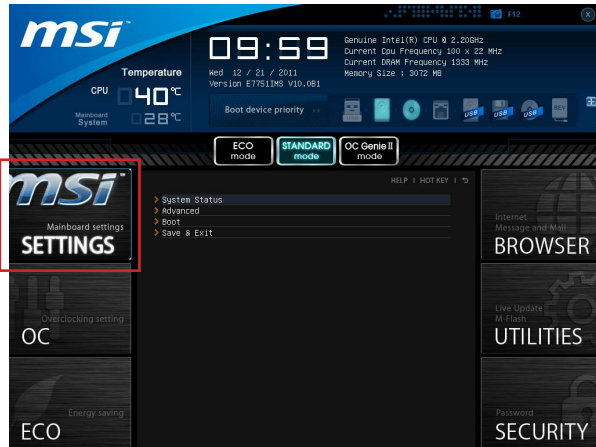 F12
X
msi
09:59
Wed 12 / 21 / 2011
Version E7751IMS V10.0B1
Genuine Intel(R) CPU @ 2.20GHz
Current Cpu Frequency 100 x 22 MHz
Current DRAM Frequency 1333 MHz
Memory Size : 3072 MB
Temperature
CPU 40°C
Mainboard
System 28°C
Boot device priority
USB
USB
USB
ECO
mode
STANDARD
mode
OC Genie II
mode
HELP | HOT KEY |
msi
Mainboard settings
SETTINGS
> System Status
> Advanced
> Boot
> Save & Exit
Internet
Message and Mail
BROWSER
Overclocking setting
OC
Live Update
M-Flash
UTILITIES
Energy saving
ECO
Password
SECURITY